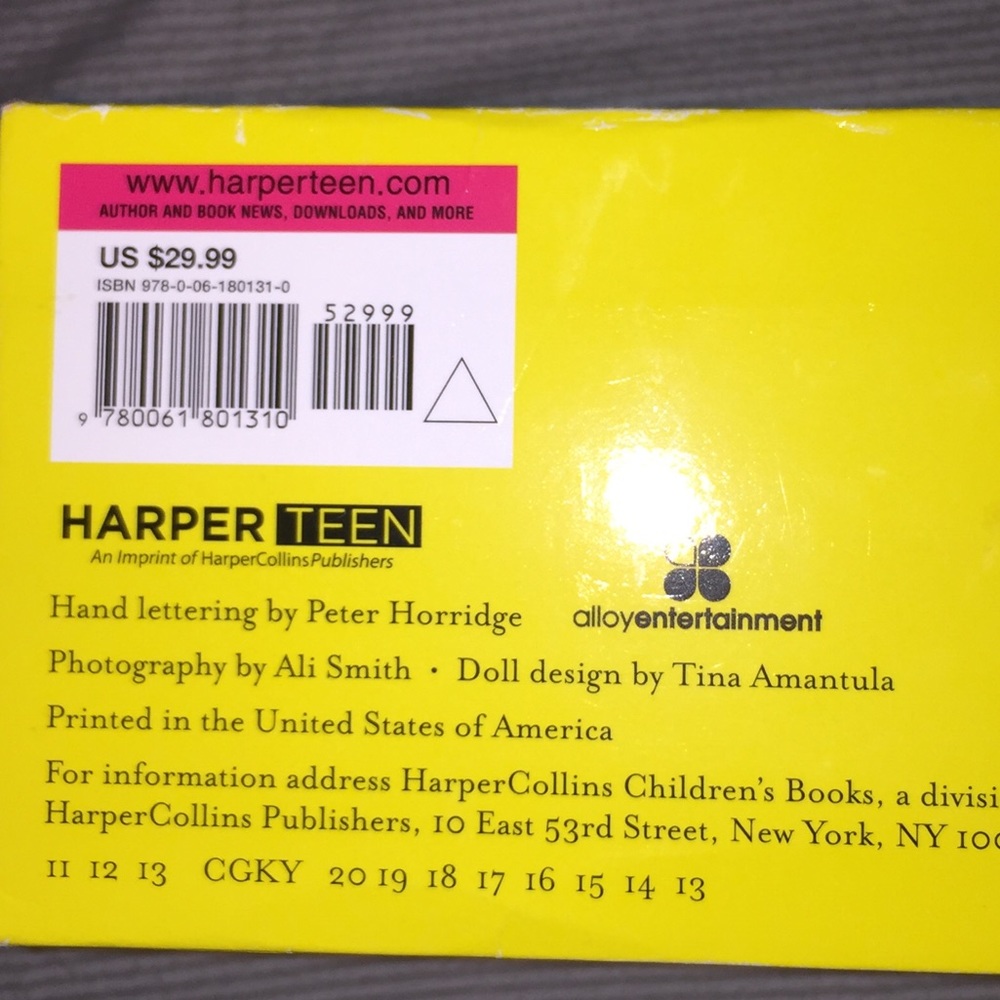 www.harperteen.com
AUTHOR AND BOOK NEWS, DOWNLOADS, AND MORE
US $29.99
ISBN 978-0-06-180131-0
52999
9 780061 801310
HARPER TEEN
An Imprint of HarperCollinsPublishers
alloyentertainment
Hand lettering by Peter Horridge
Photography by Ali Smith • Doll design by Tina Amantula
Printed in the United States of America
For information address HarperCollins Children's Books, a
HarperCollins Publishers, 10 East 53rd Street, New York, NY
11 12 13 CGKY 20 19 18 17 16 15 14 13